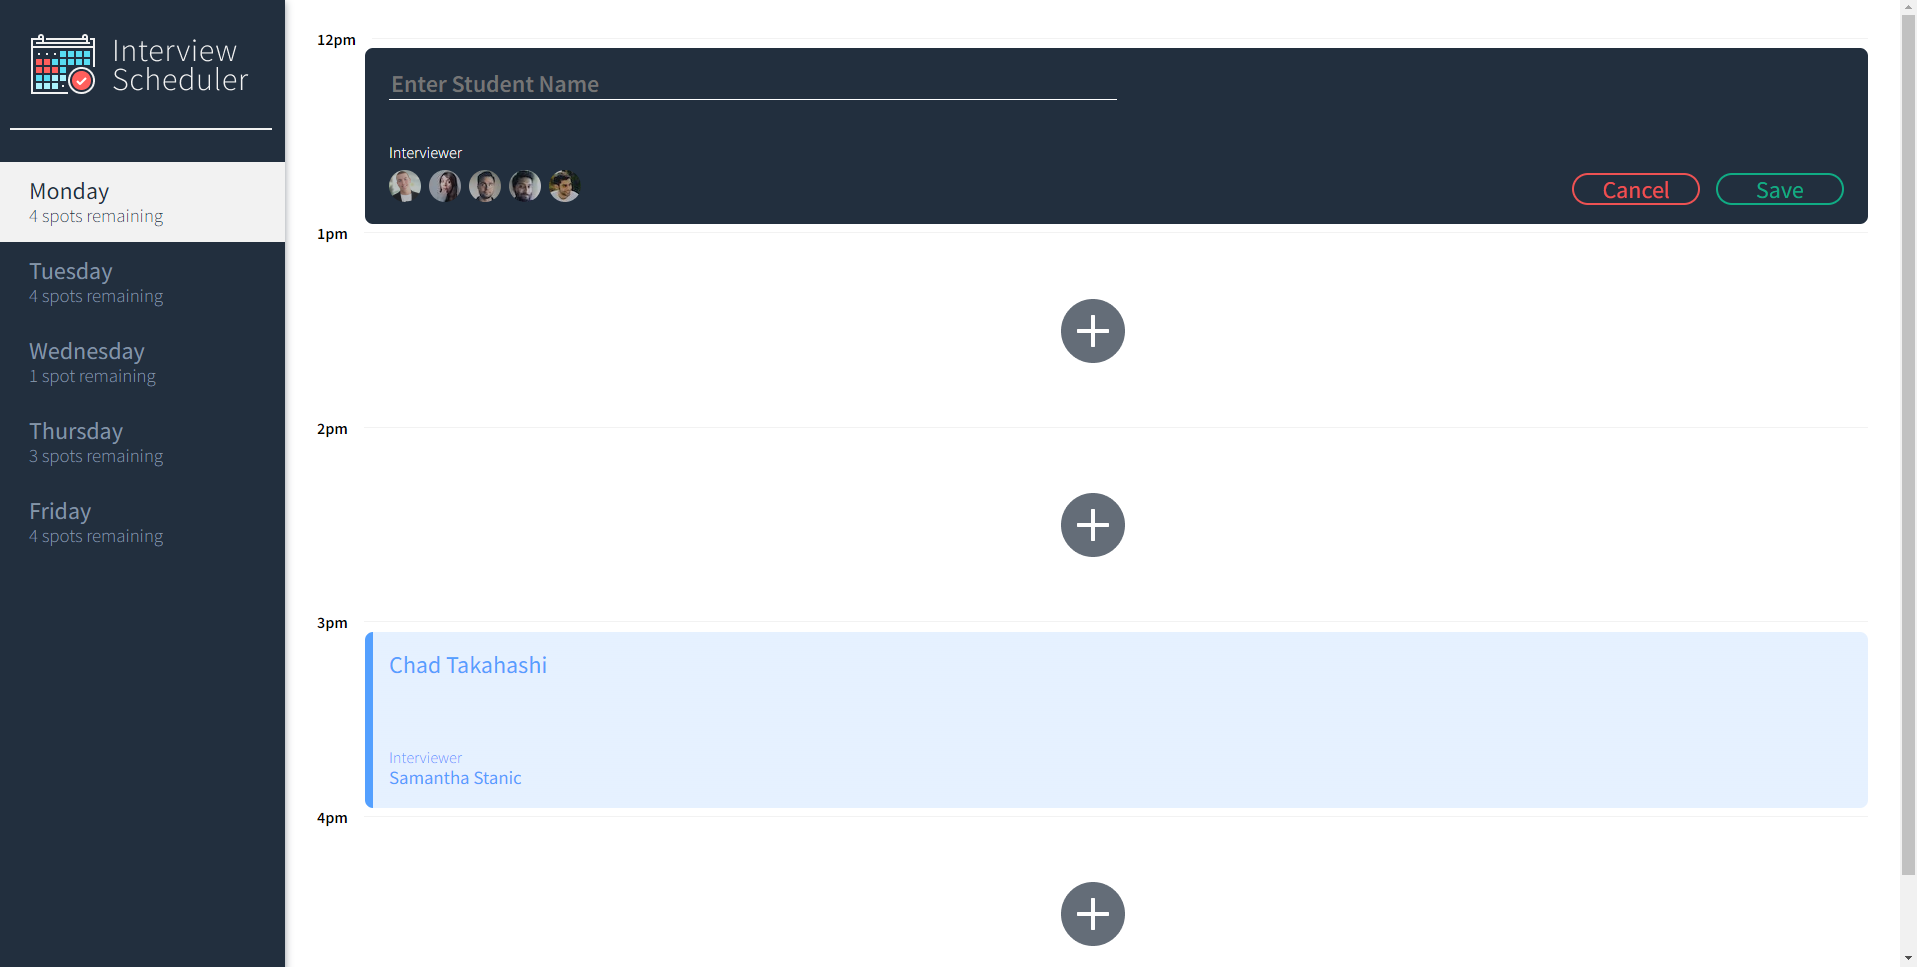 Interview
Scheduler
Monday
4 spots remaining
Tuesday
4 spots remaining
Wednesday
1 spot remaining
Thursday
3 spots remaining
Friday
4 spots remaining
12pm
Enter Student Name
Interviewer
Cancel
Save
1pm
2pm
3pm
Chad Takahashi
Interviewer
Samantha Stanic
4pm